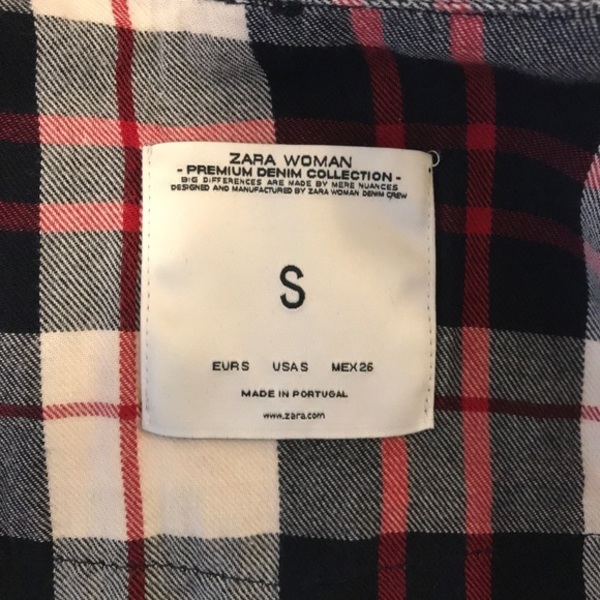 ZARA WOMAN
- PREMIUM DENIM COLLECTION -
BIG DIFFERENCES ARE MADE BY MERE NUANCES
DESIGNED AND MANUFACTURED BY ZARA WOMAN DENIM CREW
S
EUR S USA S MEX 26
MADE IN PORTUGAL
www.zara.com